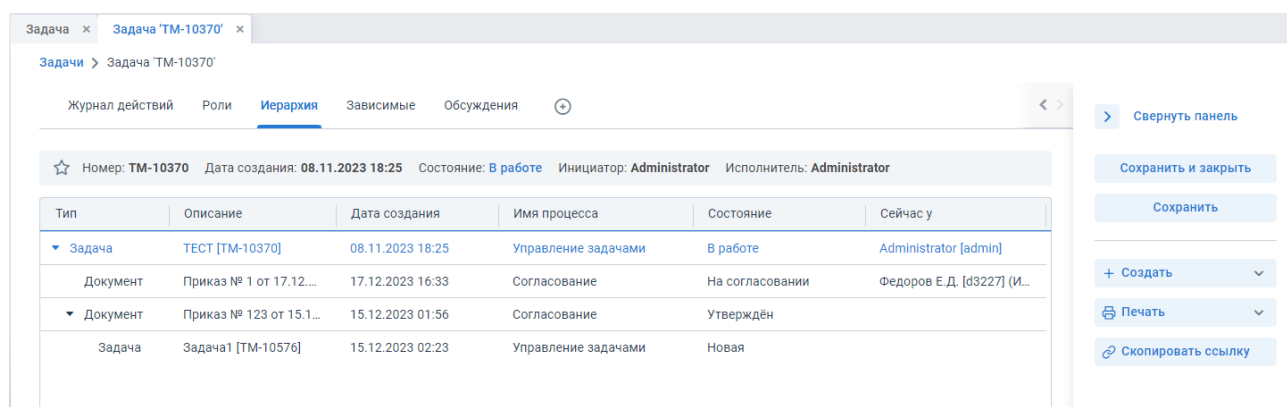 Задача × Задача 'TM-10370' ×
Задачи > Задача 'TM-10370'
Журнал действий Роли Иерархия Зависимые Обсуждения
Свернуть панель
Номер: TM-10370 Дата создания: 08.11.2023 18:25 Состояние: В работе Инициатор: Administrator Исполнитель: Administrator
Сохранить и закрыть
Сохранить
Тип Описание Дата создания Имя процесса Состояние Сейчас у
Задача ТЕСТ [TM-10370] 08.11.2023 18:25 Управление задачами В работе Administrator [admin]
Документ Приказ № 1 от 17.12.... 17.12.2023 16:33 Согласование На согласовании Федоров Е.Д. [d3227] (И...
+ Создать
Документ Приказ № 123 от 15.1... 15.12.2023 01:56 Согласование Утверждён
Печать
Задача Задача1 [TM-10576] 15.12.2023 02:23 Управление задачами Новая
Скопировать ссылку